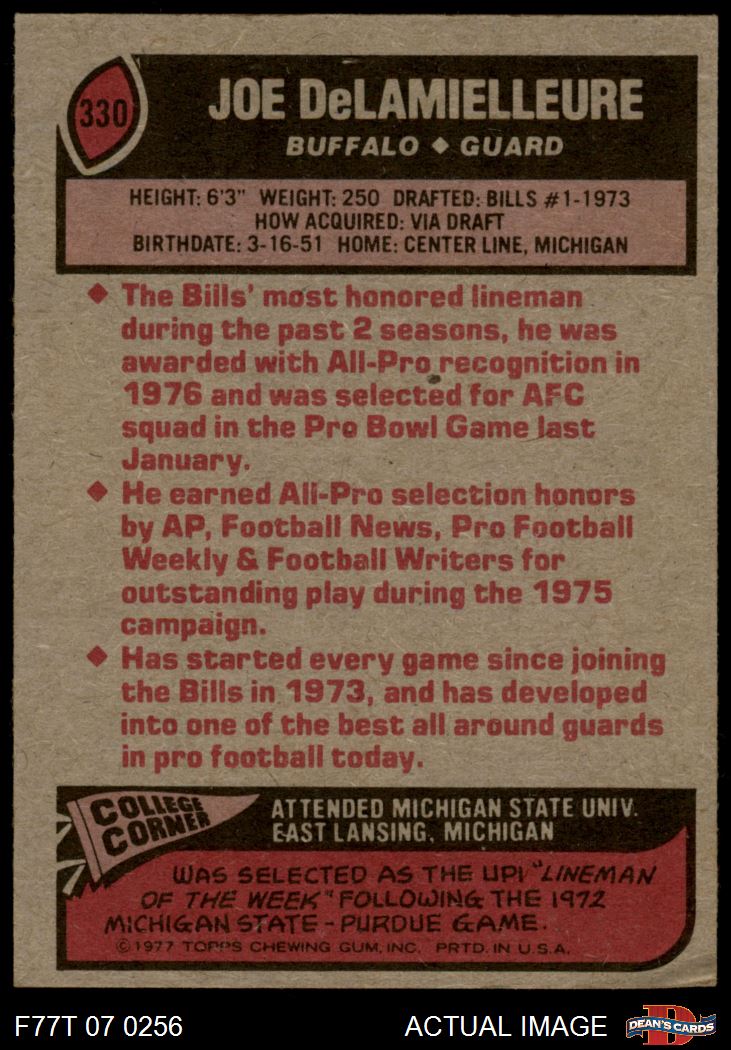 330
JOE DeLAMIELLEURE
BUFFALO ◆ GUARD
HEIGHT: 6'3" WEIGHT: 250 DRAFTED: BILLS #1-1973
HOW ACQUIRED: VIA DRAFT
BIRTHDATE: 3-16-51 HOME: CENTER LINE, MICHIGAN
◆ The Bills' most honored lineman
during the past 2 seasons, he was
awarded with All-Pro recognition in
1976 and was selected for AFC
squad in the Pro Bowl Game last
January.
◆ He earned All-Pro selection honors
by AP, Football News, Pro Football
Weekly & Football Writers for
outstanding play during the 1975
campaign.
◆ Has started every game since joining
the Bills in 1973, and has developed
into one of the best all around guards
in pro football today.
COLLEGE
CORNER
ATTENDED MICHIGAN STATE UNIV.
EAST LANSING, MICHIGAN
WAS SELECTED AS THE UPI "LINEMAN
OF THE WEEK" FOLLOWING THE 1972
MICHIGAN STATE - PURDUE GAME.
©1977 TOPPS CHEWING GUM, INC. PRTD. IN U.S.A.
F77T 07 0256
ACTUAL IMAGE
D
DEAN'S CARDS